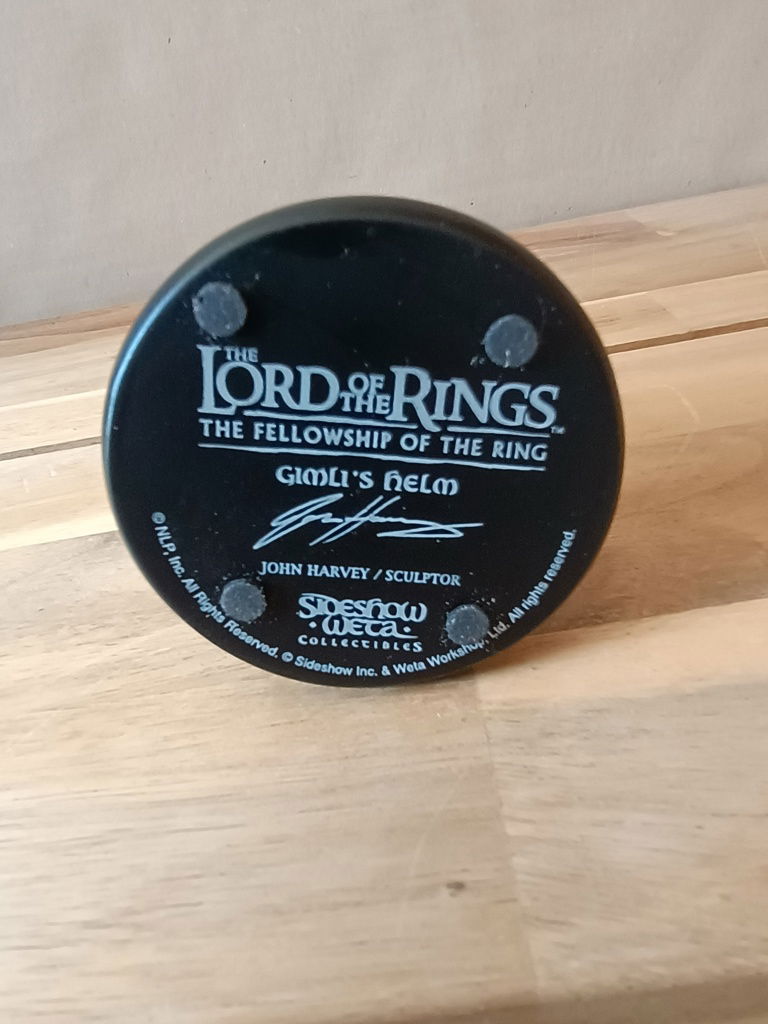 THE
LORD OF THE RINGS™
THE FELLOWSHIP OF THE RING
GIMLI'S HELM
JOHN HARVEY / SCULPTOR
SIDESHOW
·WETA·
COLLECTIBLES
© NLP, Inc. All Rights Reserved. © Sideshow Inc. & Weta Workshop Ltd. All rights reserved.